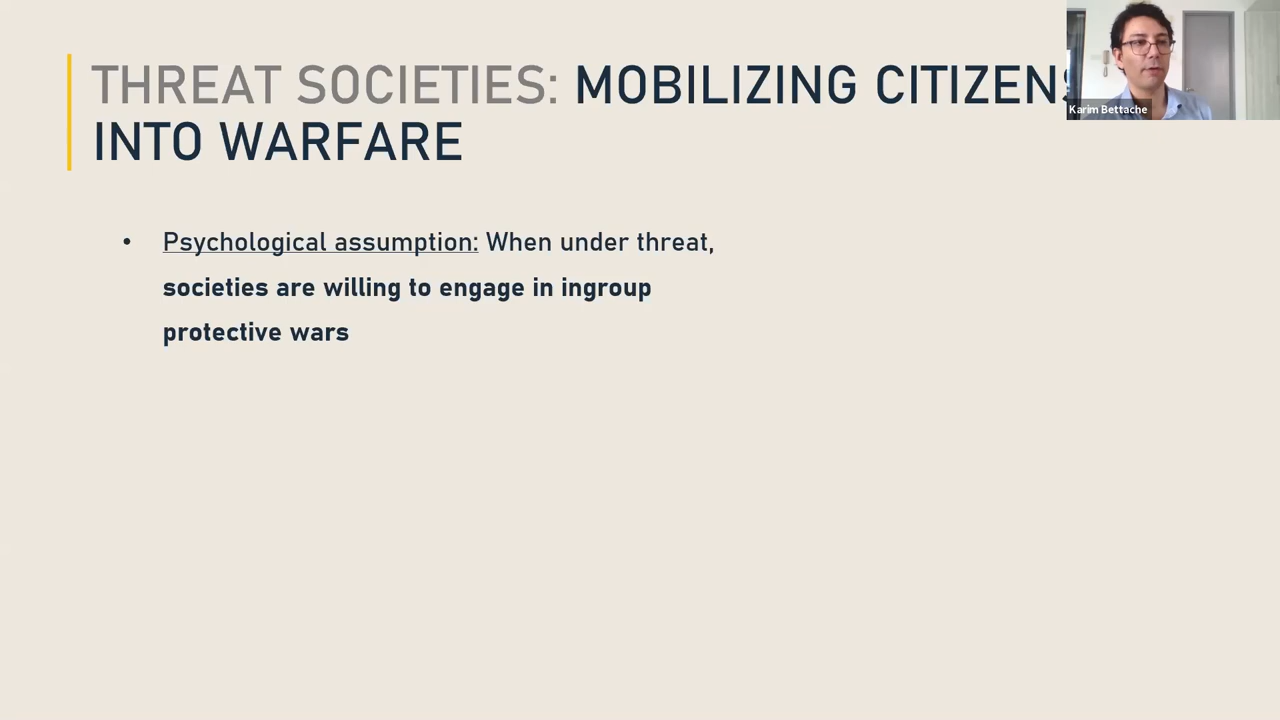 THREAT SOCIETIES: MOBILIZING CITIZENS
INTO WARFARE
Karim Bettache
• Psychological assumption: When under threat,
societies are willing to engage in ingroup
protective wars